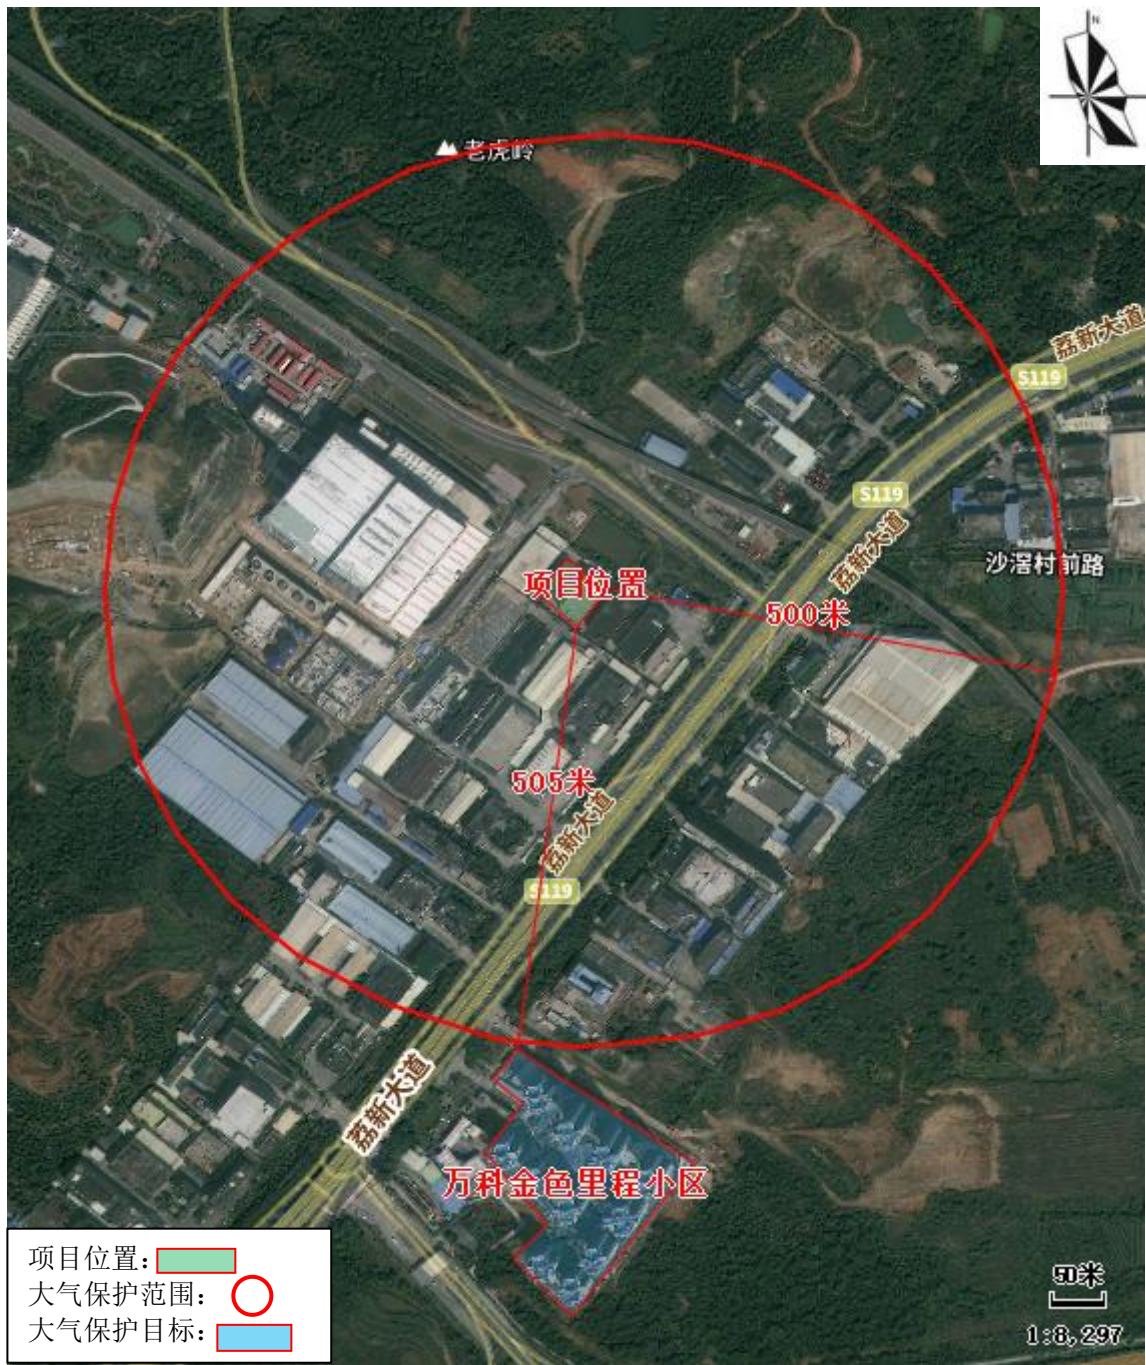 N
老虎岭
荔新大道
S119
S119
荔新大道
沙滘村前路
项目位置
500米
505米
荔新大道
S119
荔新大道
万科金色里程小区
项目位置:
大气保护范围:
大气保护目标:
50米
1:8,297